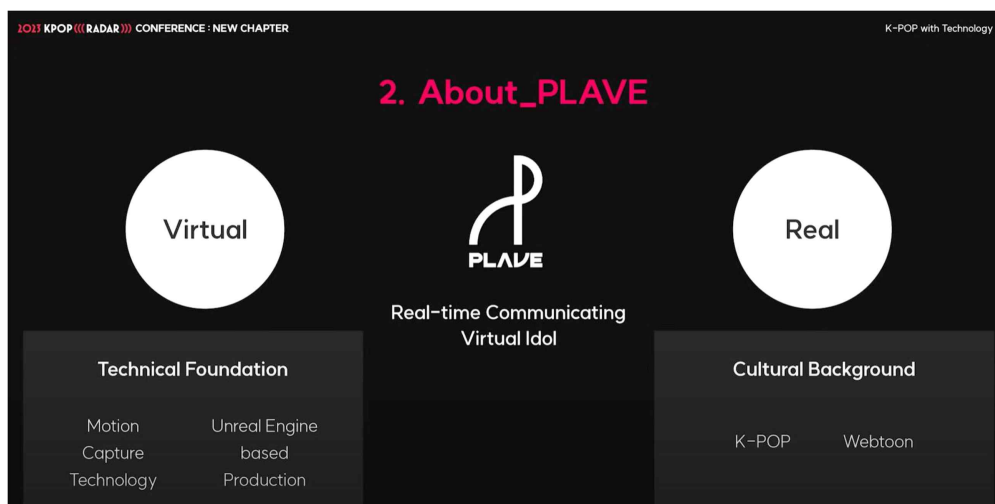 2023 KPOP ((( RADAR ))) CONFERENCE : NEW CHAPTER
K-POP with Technology
2. About_PLAVE
Virtual
PLAVE
Real
Real-time Communicating
Virtual Idol
Technical Foundation
Motion
Capture
Technology
Unreal Engine
based
Production
Cultural Background
K-POP
Webtoon